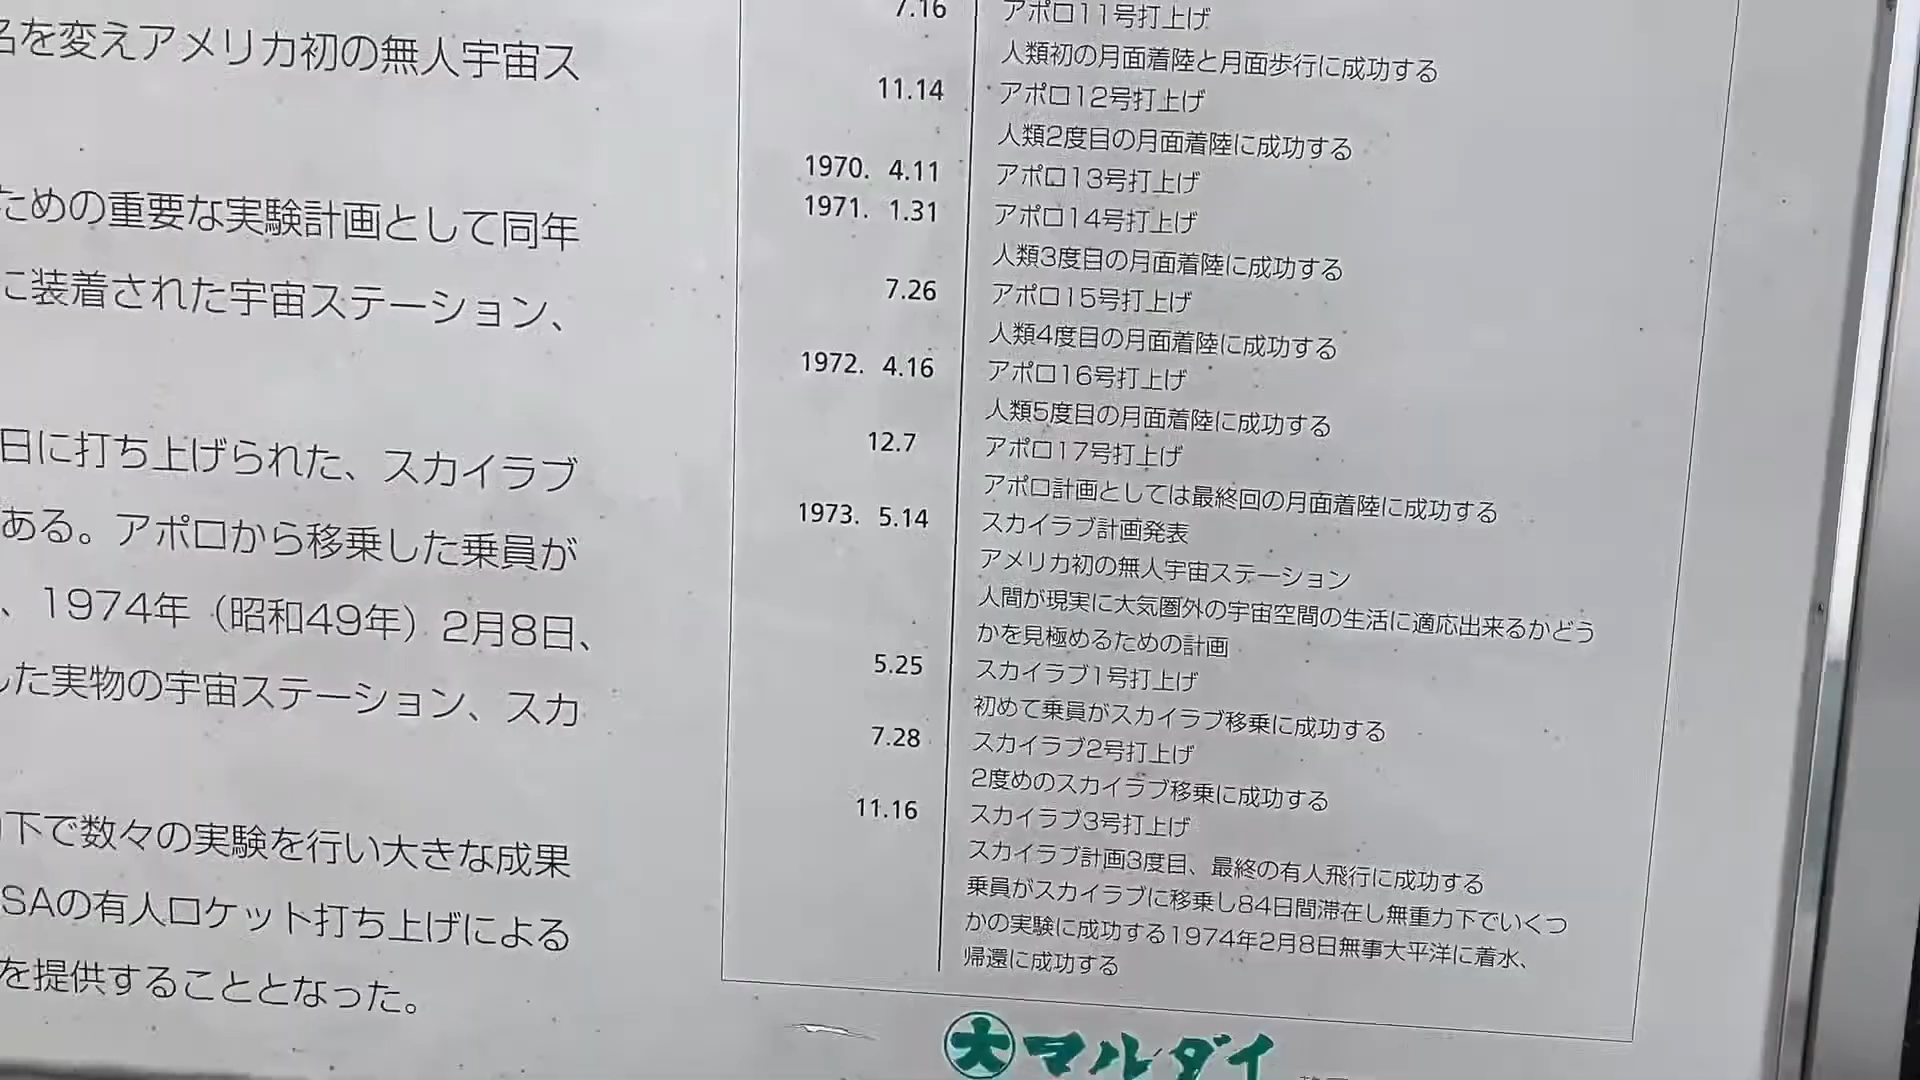 名を変えアメリカ初の無人宇宙ス
ための重要な実験計画として同年
に装着された宇宙ステーション、
日に打ち上げられた、スカイラブ
ある。アポロから移乗した乗員が
、1974年（昭和49年）2月8日、
した実物の宇宙ステーション、スカ
下で数々の実験を行い大きな成果
SAの有人ロケット打ち上げによる
を提供することとなった。
7.16 アポロ11号打上げ
人類初の月面着陸と月面歩行に成功する
11.14 アポロ12号打上げ
人類2度目の月面着陸に成功する
1970. 4.11 アポロ13号打上げ
1971. 1.31 アポロ14号打上げ
人類3度目の月面着陸に成功する
7.26 アポロ15号打上げ
人類4度目の月面着陸に成功する
1972. 4.16 アポロ16号打上げ
人類5度目の月面着陸に成功する
12.7 アポロ17号打上げ
アポロ計画としては最終回の月面着陸に成功する
1973. 5.14 スカイラブ計画発表
アメリカ初の無人宇宙ステーション
人間が現実に大気圏外の宇宙空間の生活に適応出来るかどう
かを見極めるための計画
5.25 スカイラブ1号打上げ
初めて乗員がスカイラブ移乗に成功する
7.28 スカイラブ2号打上げ
2度めのスカイラブ移乗に成功する
11.16 スカイラブ3号打上げ
スカイラブ計画3度目、最終の有人飛行に成功する
乗員がスカイラブに移乗し84日間滞在し無重力下でいくつ
かの実験に成功する1974年2月8日無事大平洋に着水、
帰還に成功する
大 マルダイ